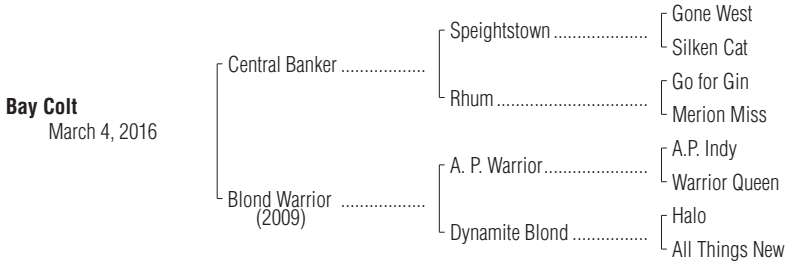 Gone West
Speightstown
Silken Cat
Central Banker
Go for Gin
Rhum
Merion Miss
Bay Colt
March 4, 2016
A.P. Indy
A. P. Warrior
Warrior Queen
Blond Warrior
(2009)
Halo
Dynamite Blond
All Things New